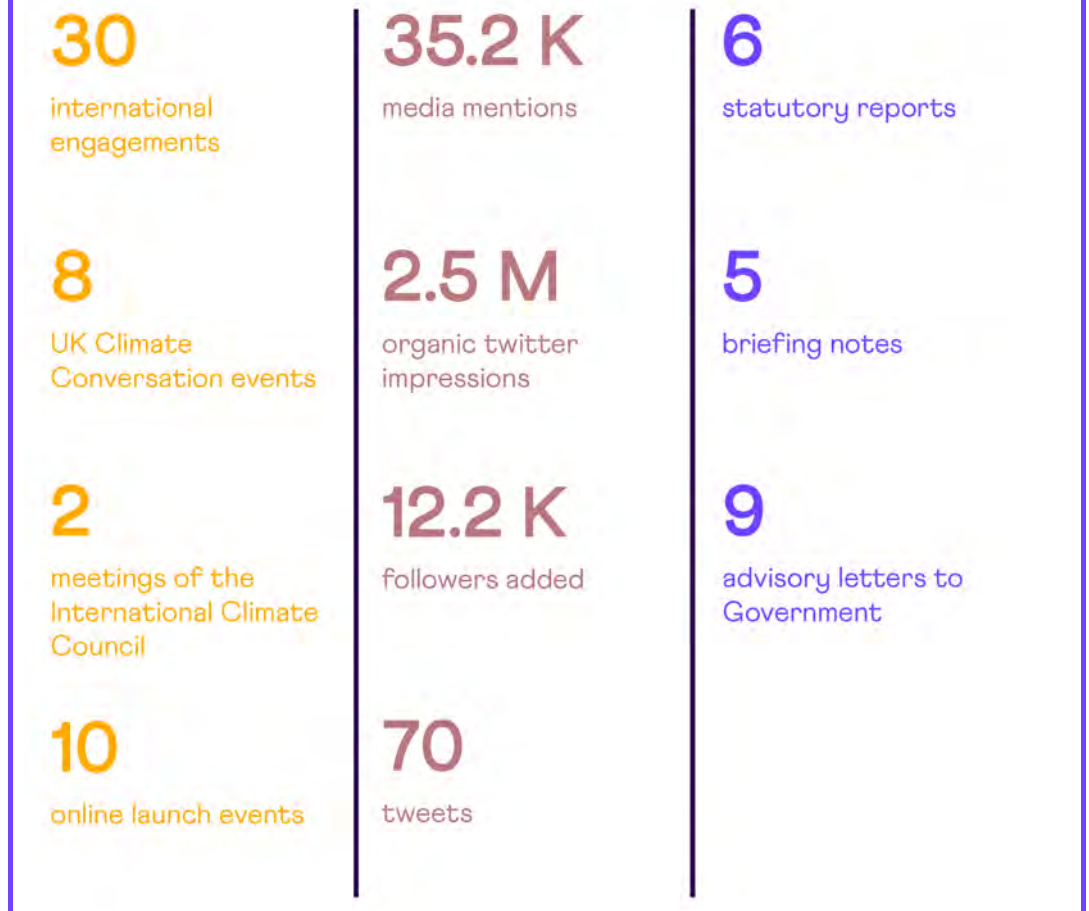 30
international
engagements
8
UK Climate
Conversation events
2
meetings of the
International Climate
Council
10
online launch events
35.2 K
media mentions
2.5 M
organic twitter
impressions
12.2 K
followers added
70
tweets
6
statutory reports
5
briefing notes
9
advisory letters to
Government